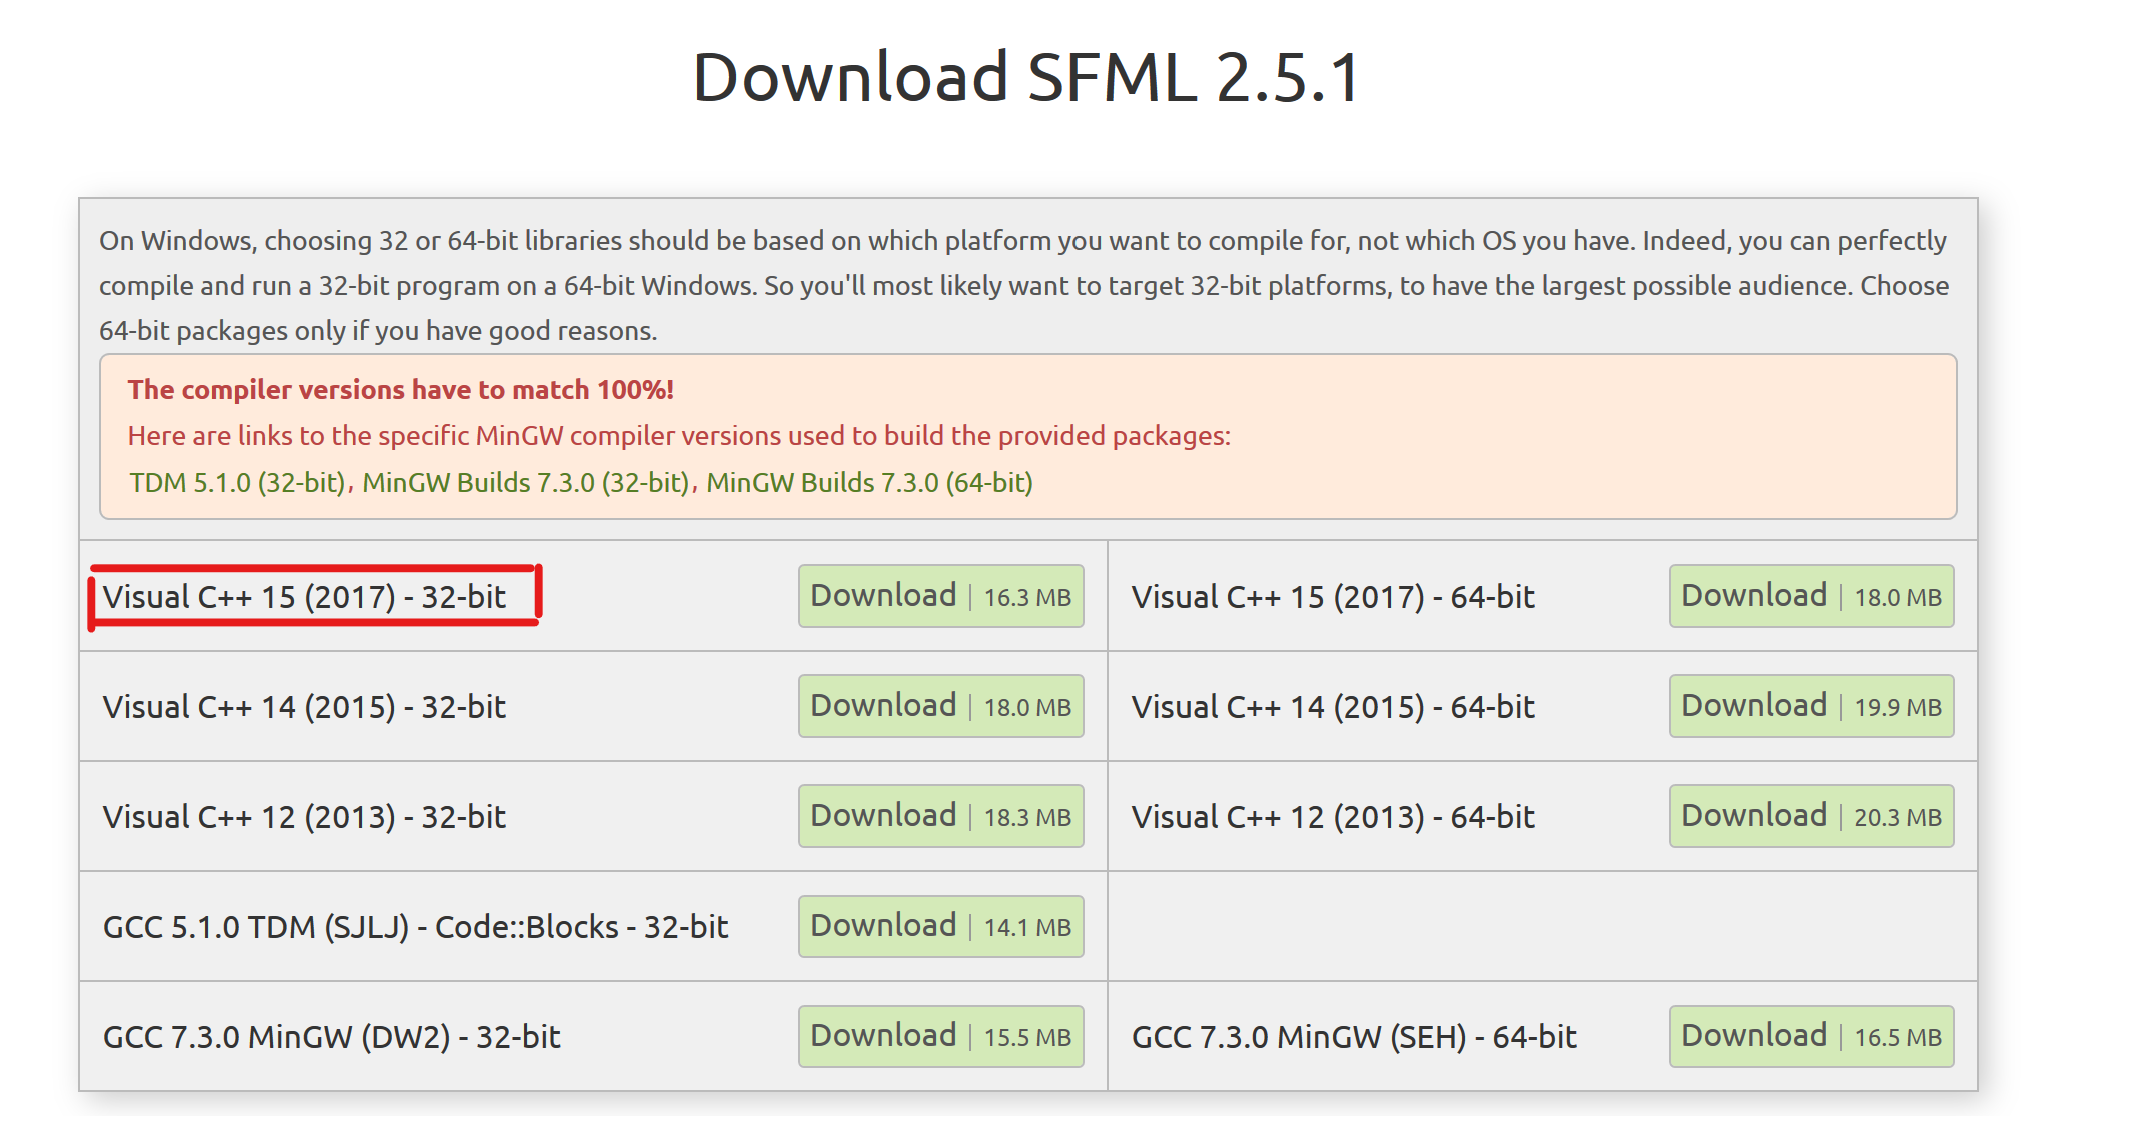 Download SFML 2.5.1
On Windows, choosing 32 or 64-bit libraries should be based on which platform you want to compile for, not which OS you have. Indeed, you can perfectly
compile and run a 32-bit program on a 64-bit Windows. So you'll most likely want to target 32-bit platforms, to have the largest possible audience. Choose
64-bit packages only if you have good reasons.
The compiler versions have to match 100%!
Here are links to the specific MinGW compiler versions used to build the provided packages:
TDM 5.1.0 (32-bit), MinGW Builds 7.3.0 (32-bit), MinGW Builds 7.3.0 (64-bit)
Visual C++ 15 (2017) - 32-bit Download | 16.3 MB Visual C++ 15 (2017) - 64-bit Download | 18.0 MB
Visual C++ 14 (2015) - 32-bit Download | 18.0 MB Visual C++ 14 (2015) - 64-bit Download | 19.9 MB
Visual C++ 12 (2013) - 32-bit Download | 18.3 MB Visual C++ 12 (2013) - 64-bit Download | 20.3 MB
GCC 5.1.0 TDM (SJLJ) - Code::Blocks - 32-bit Download | 14.1 MB
GCC 7.3.0 MinGW (DW2) - 32-bit Download | 15.5 MB GCC 7.3.0 MinGW (SEH) - 64-bit Download | 16.5 MB